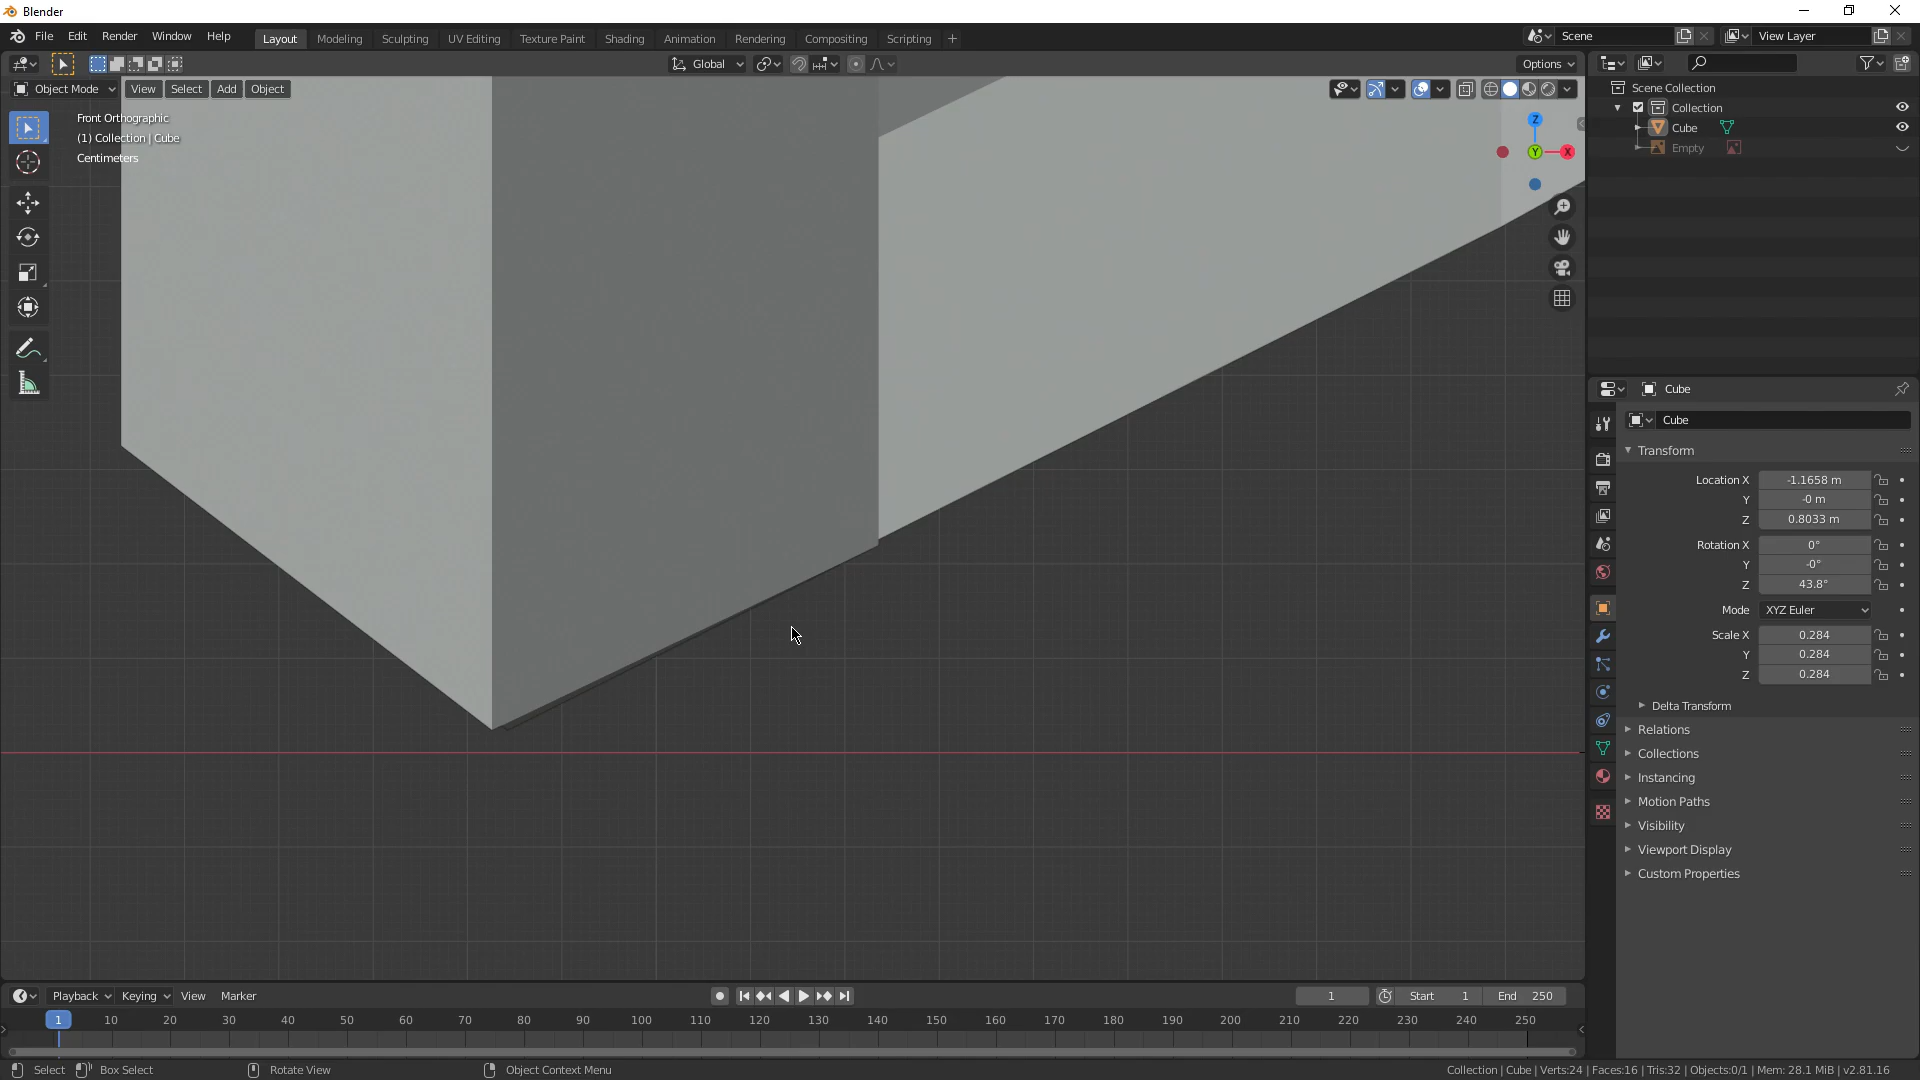 Blender
File Edit Render Window Help Layout Modeling Sculpting UV Editing Texture Paint Shading Animation Rendering Compositing Scripting + Scene View Layer
Global Options
Object Mode View Select Add Object
Front Orthographic
(1) Collection | Cube
Centimeters
Z
Y X
Scene Collection
Collection
Cube
Empty
Cube
Cube
Transform
Location X -1.1658 m
Y -0 m
Z 0.8033 m
Rotation X 0°
Y -0°
Z 43.8°
Mode XYZ Euler
Scale X 0.284
Y 0.284
Z 0.284
Delta Transform
Relations
Collections
Instancing
Motion Paths
Visibility
Viewport Display
Custom Properties
Playback Keying View Marker 1 Start 1 End 250
1 10 20 30 40 50 60 70 80 90 100 110 120 130 140 150 160 170 180 190 200 210 220 230 240 250
Select Box Select Rotate View Object Context Menu Collection | Cube | Verts:24 | Faces:16 | Tris:32 | Objects:0/1 | Mem: 28.1 MiB | v2.81.16